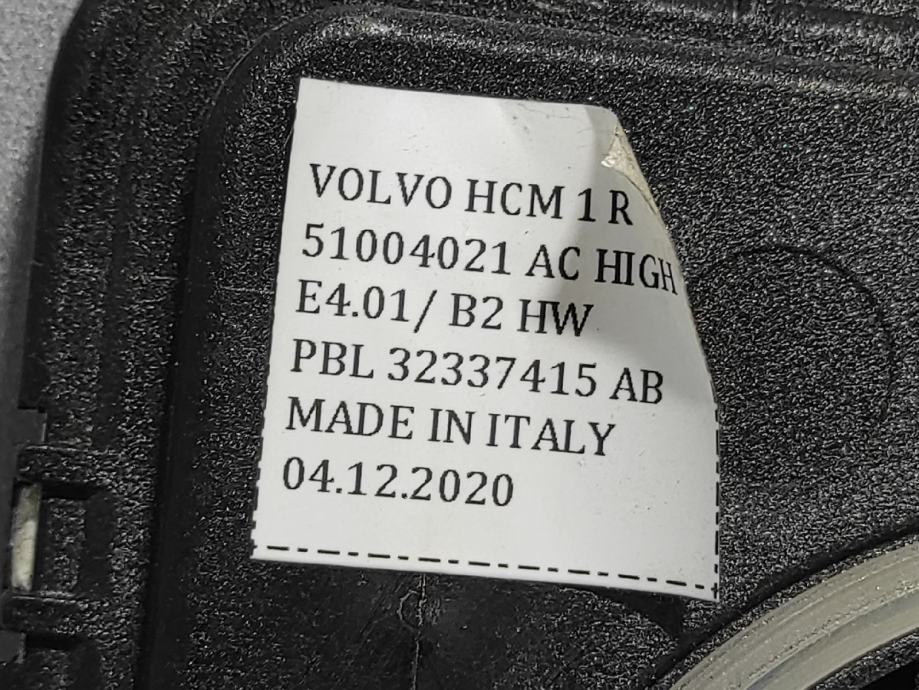 VOLVO HCM 1 R
51004021 AC HIGH
E4.01/ B2 HW
PBL 32337415 AB
MADE IN ITALY
04.12.2020